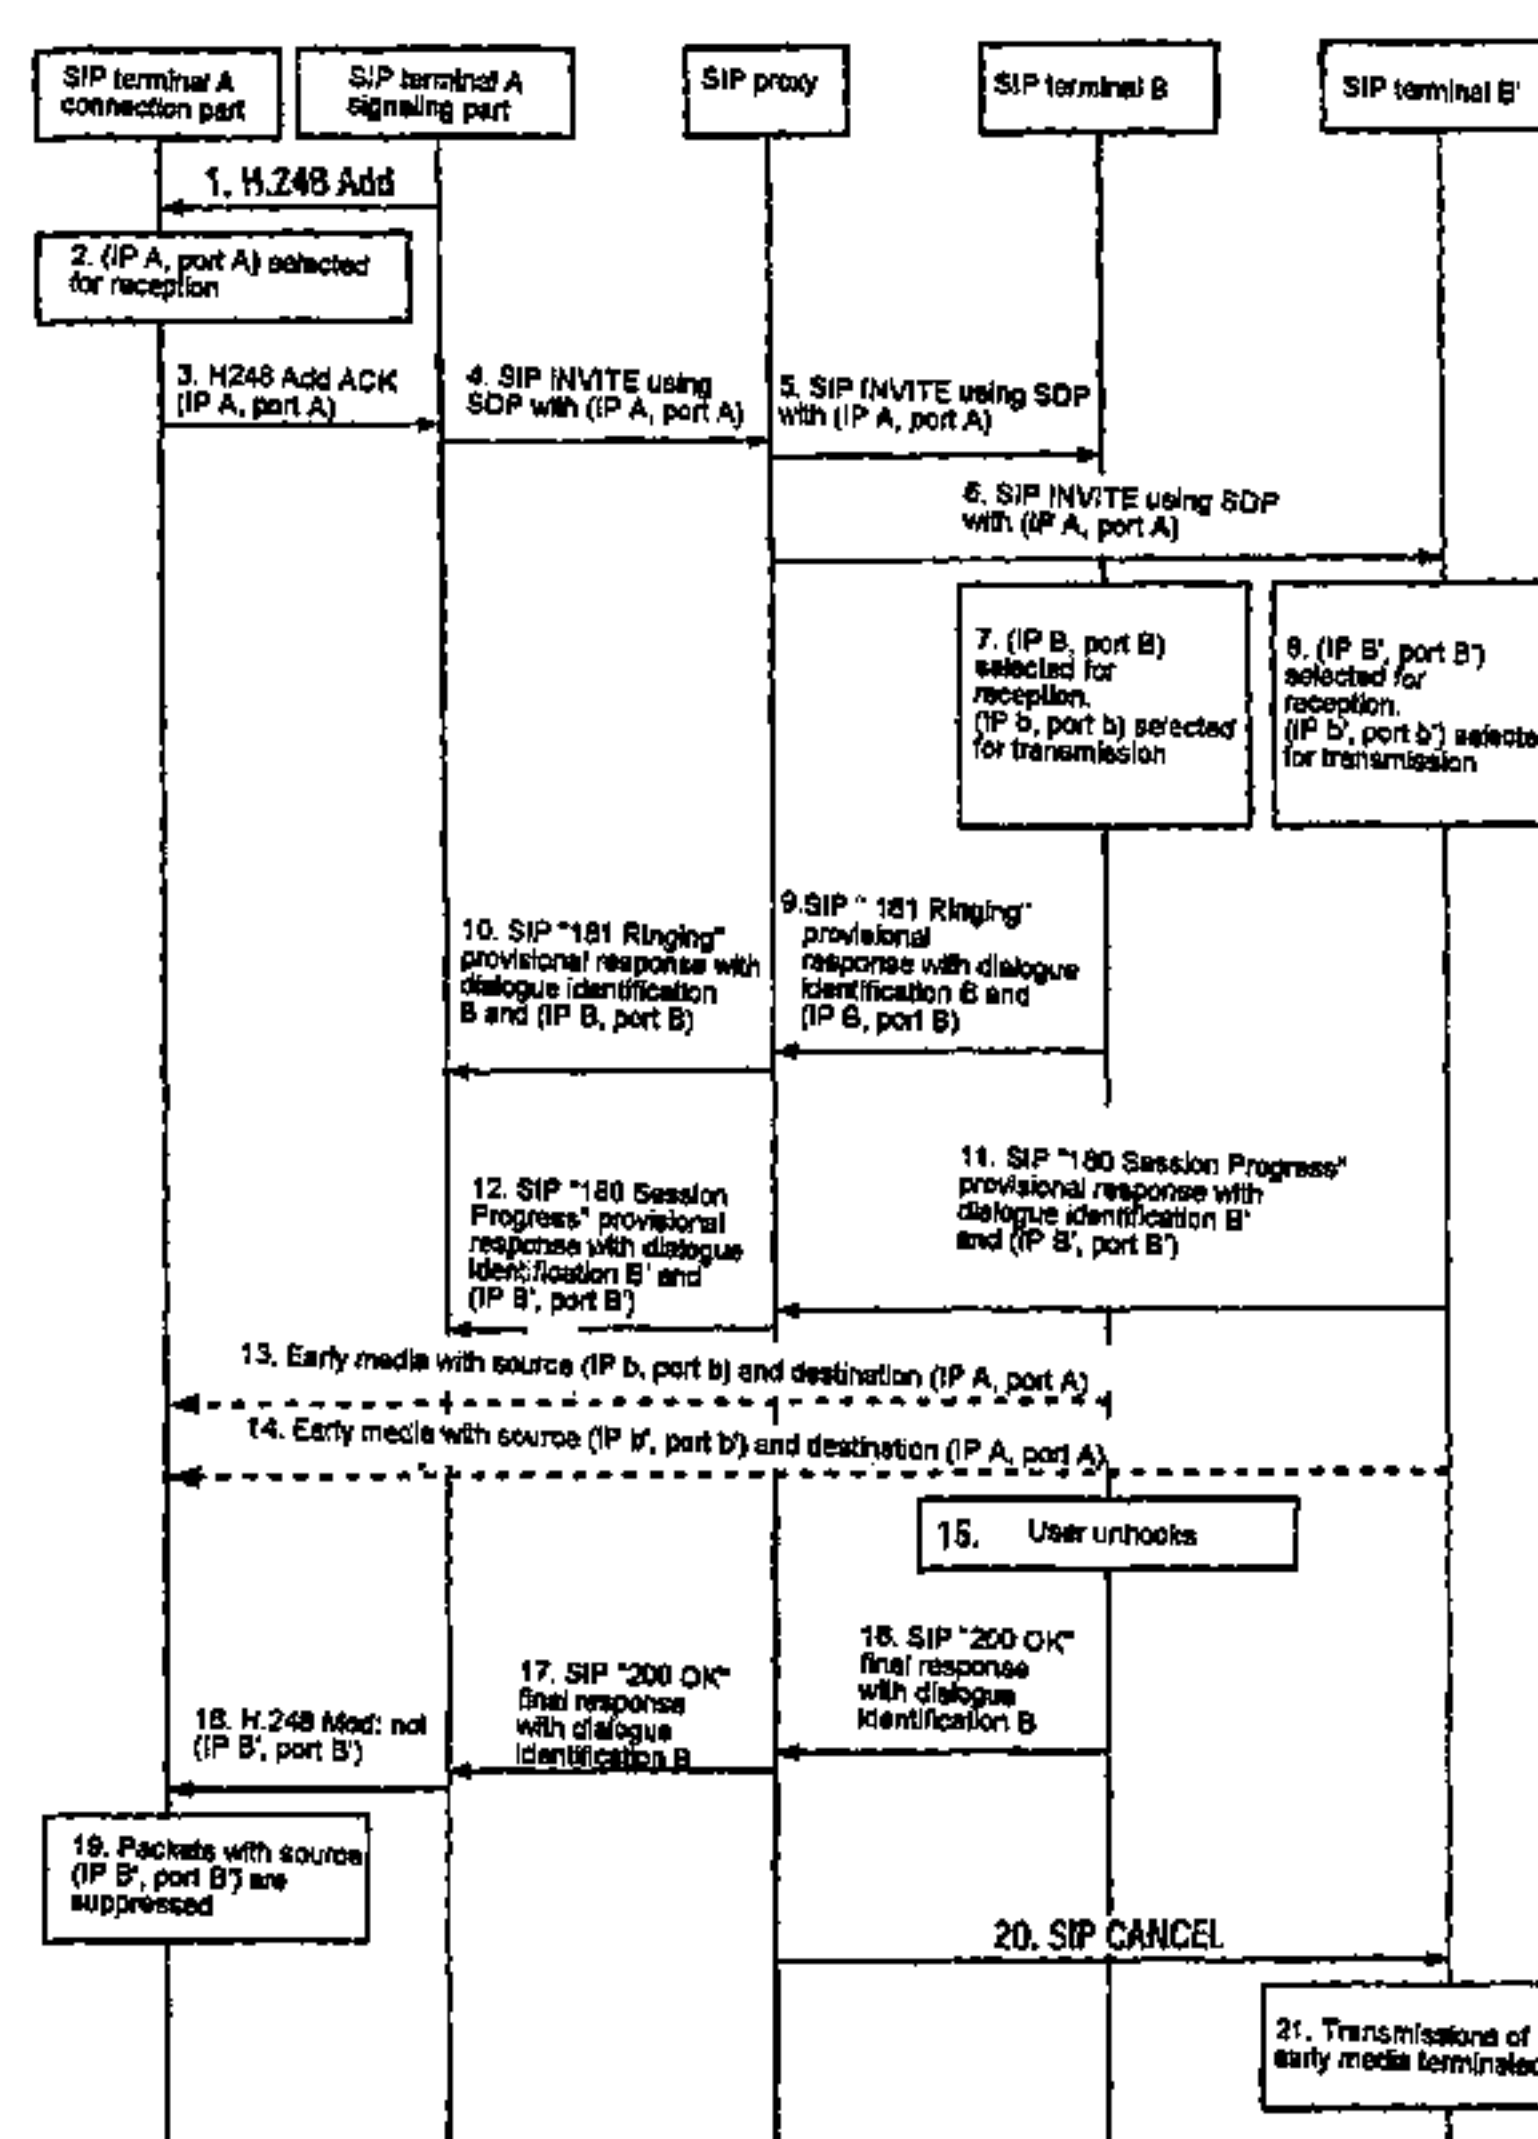 SIP terminal A
connection part
SIP terminal A
signaling part
SIP proxy
SIP terminal B
SIP terminal B'
1. H.248 Add
2. (IP A, port A) selected
for reception
3. H248 Add ACK
(IP A, port A)
4. SIP INVITE using
SDP with (IP A, port A)
5. SIP INVITE using SDP
with (IP A, port A)
6. SIP INVITE using SDP
with (IP A, port A)
7. (IP B, port B)
selected for
reception.
(IP b, port b) selected
for transmission
8. (IP B', port B')
selected for
reception.
(IP b', port b') selecte
for transmission
9.SIP " 181 Ringing"
provisional
response with dialogue
identification B and
(IP B, port B)
10. SIP "181 Ringing"
provisional response with
dialogue identification
B and (IP B, port B)
11. SIP "180 Session Progress"
provisional response with
dialogue identification B'
and (IP B', port B')
12. SIP "180 Session
Progress" provisional
response with dialogue
identification B' and
(IP B', port B')
13. Early media with source (IP b, port b) and destination (IP A, port A)
14. Early media with source (IP b', port b') and destination (IP A, port A)
15. User unhooks
16. SIP "200 OK"
final response
with dialogue
identification B
17. SIP "200 OK"
final response
with dialogue
identification B
18. H.248 Mod: not
(IP B', port B')
19. Packets with source
(IP B', port B') are
suppressed
20. SIP CANCEL
21. Transmissions of
early media terminated